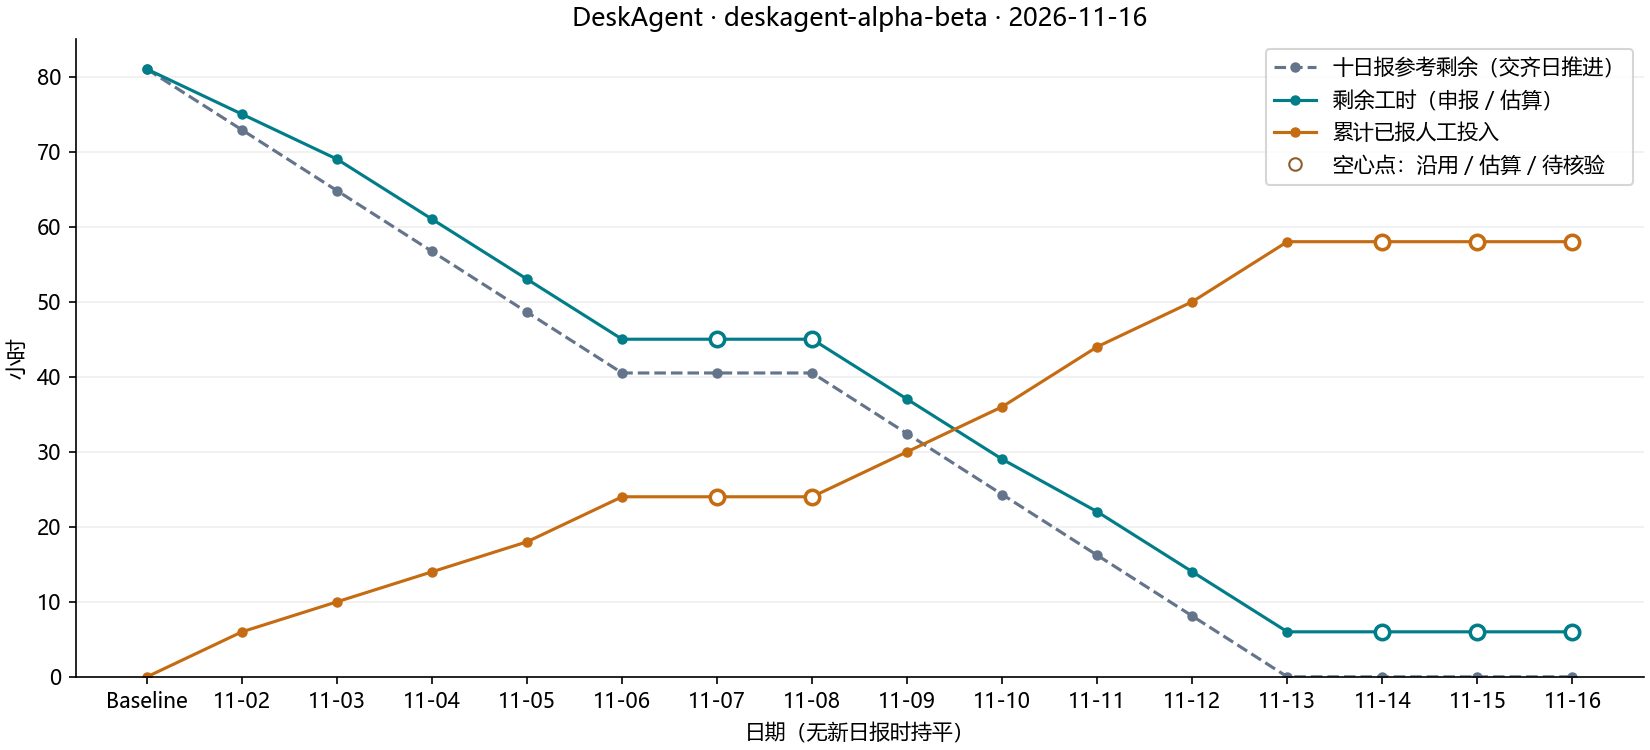 DeskAgent · deskagent-alpha-beta · 2026-11-16
十日报参考剩余（交齐日推进）
剩余工时（申报 / 估算）
累计已报人工投入
空心点：沿用 / 估算 / 待核验
小时
80
70
60
50
40
30
20
10
0
Baseline 11-02 11-03 11-04 11-05 11-06 11-07 11-08 11-09 11-10 11-11 11-12 11-13 11-14 11-15 11-16
日期（无新日报时持平）